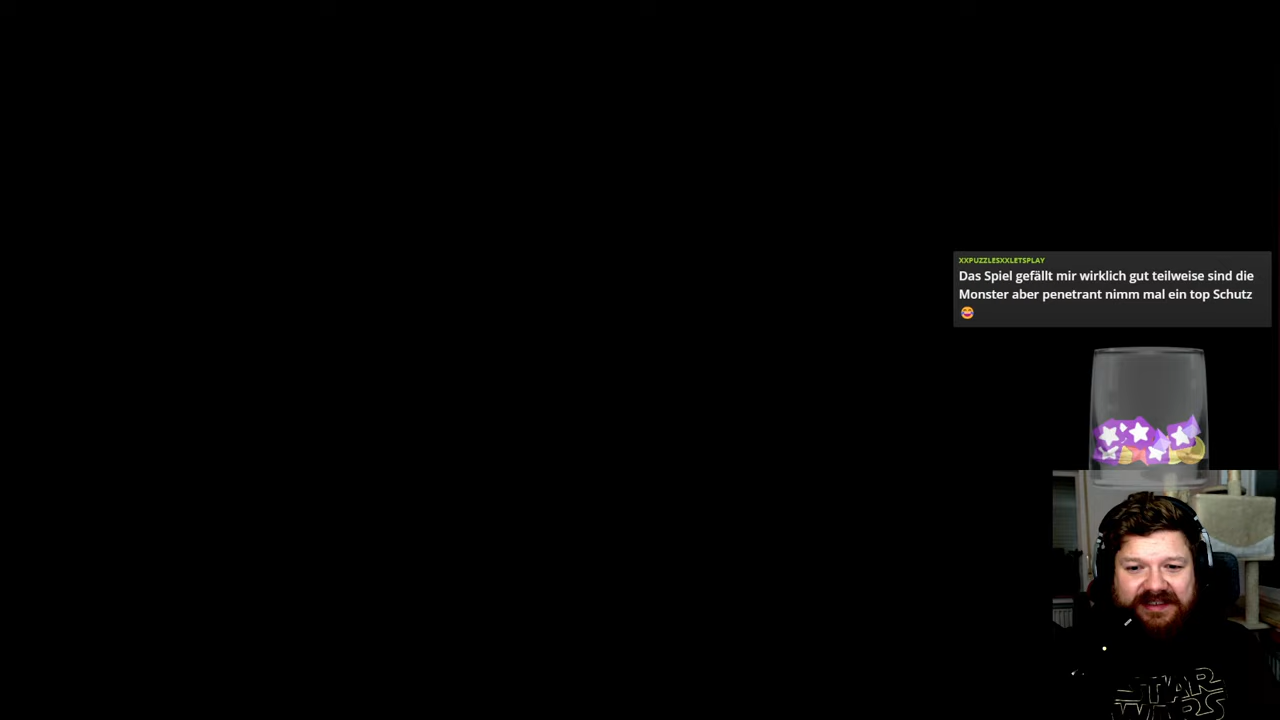 XXPUZZLESXXLETSPLAY
Das Spiel gefällt mir wirklich gut teilweise sind die
Monster aber penetrant nimm mal ein top Schutz
STAR
WARS